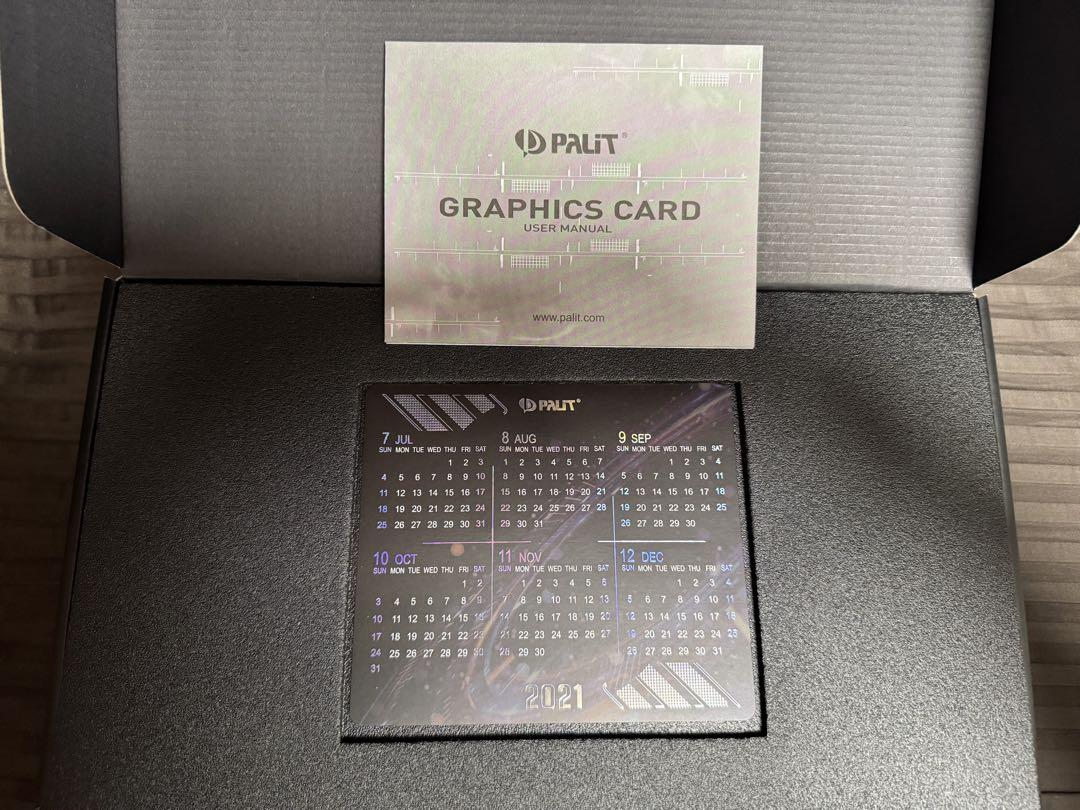 PALiT®
GRAPHICS CARD
USER MANUAL
www.palit.com
PALiT®
7 JUL 8 AUG 9 SEP
SUN MON TUE WED THU FRI SAT SUN MON TUE WED THU FRI SAT SUN MON TUE WED THU FRI SAT
1 2 3 1 2 3 4 5 6 7 1 2 3 4
4 5 6 7 8 9 10 8 9 10 11 12 13 14 5 6 7 8 9 10 11
11 12 13 14 15 16 17 15 16 17 18 19 20 21 12 13 14 15 16 17 18
18 19 20 21 22 23 24 22 23 24 25 26 27 28 19 20 21 22 23 24 25
25 26 27 28 29 30 31 29 30 31 26 27 28 29 30
10 OCT 11 NOV 12 DEC
SUN MON TUE WED THU FRI SAT SUN MON TUE WED THU FRI SAT SUN MON TUE WED THU FRI SAT
1 2 1 2 3 4 5 6 1 2 3 4
3 4 5 6 7 8 9 7 8 9 10 11 12 13 5 6 7 8 9 10 11
10 11 12 13 14 15 16 14 15 16 17 18 19 20 12 13 14 15 16 17 18
17 18 19 20 21 22 23 21 22 23 24 25 26 27 19 20 21 22 23 24 25
24 25 26 27 28 29 30 28 29 30 26 27 28 29 30 31
31
2021